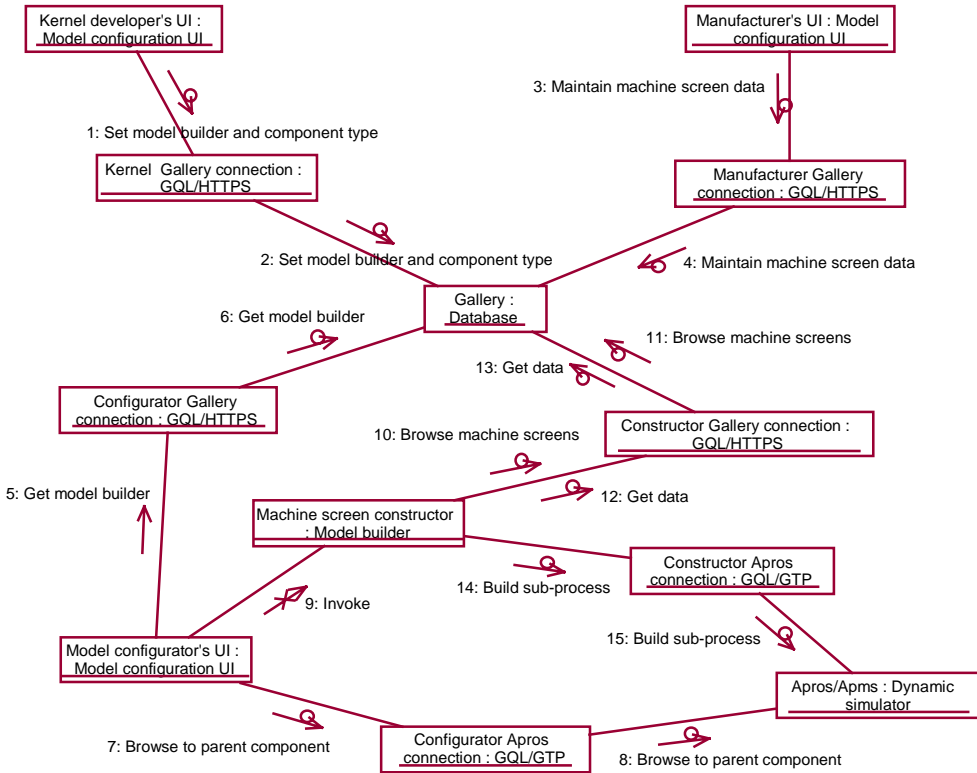 Kernel developer's UI :
Model configuration UI
Manufacturer's UI : Model
configuration UI
3: Maintain machine screen data
1: Set model builder and component type
Kernel Gallery connection :
GQL/HTTPS
Manufacturer Gallery
connection : GQL/HTTPS
2: Set model builder and component type
4: Maintain machine screen data
Gallery :
Database
6: Get model builder
11: Browse machine screens
13: Get data
Configurator Gallery
connection : GQL/HTTPS
Constructor Gallery connection :
GQL/HTTPS
10: Browse machine screens
5: Get model builder
12: Get data
Machine screen constructor
: Model builder
Constructor Apros
connection : GQL/GTP
14: Build sub-process
9: Invoke
15: Build sub-process
Model configurator's UI :
Model configuration UI
Apros/Apms : Dynamic
simulator
7: Browse to parent component
Configurator Apros
connection : GQL/GTP
8: Browse to parent component